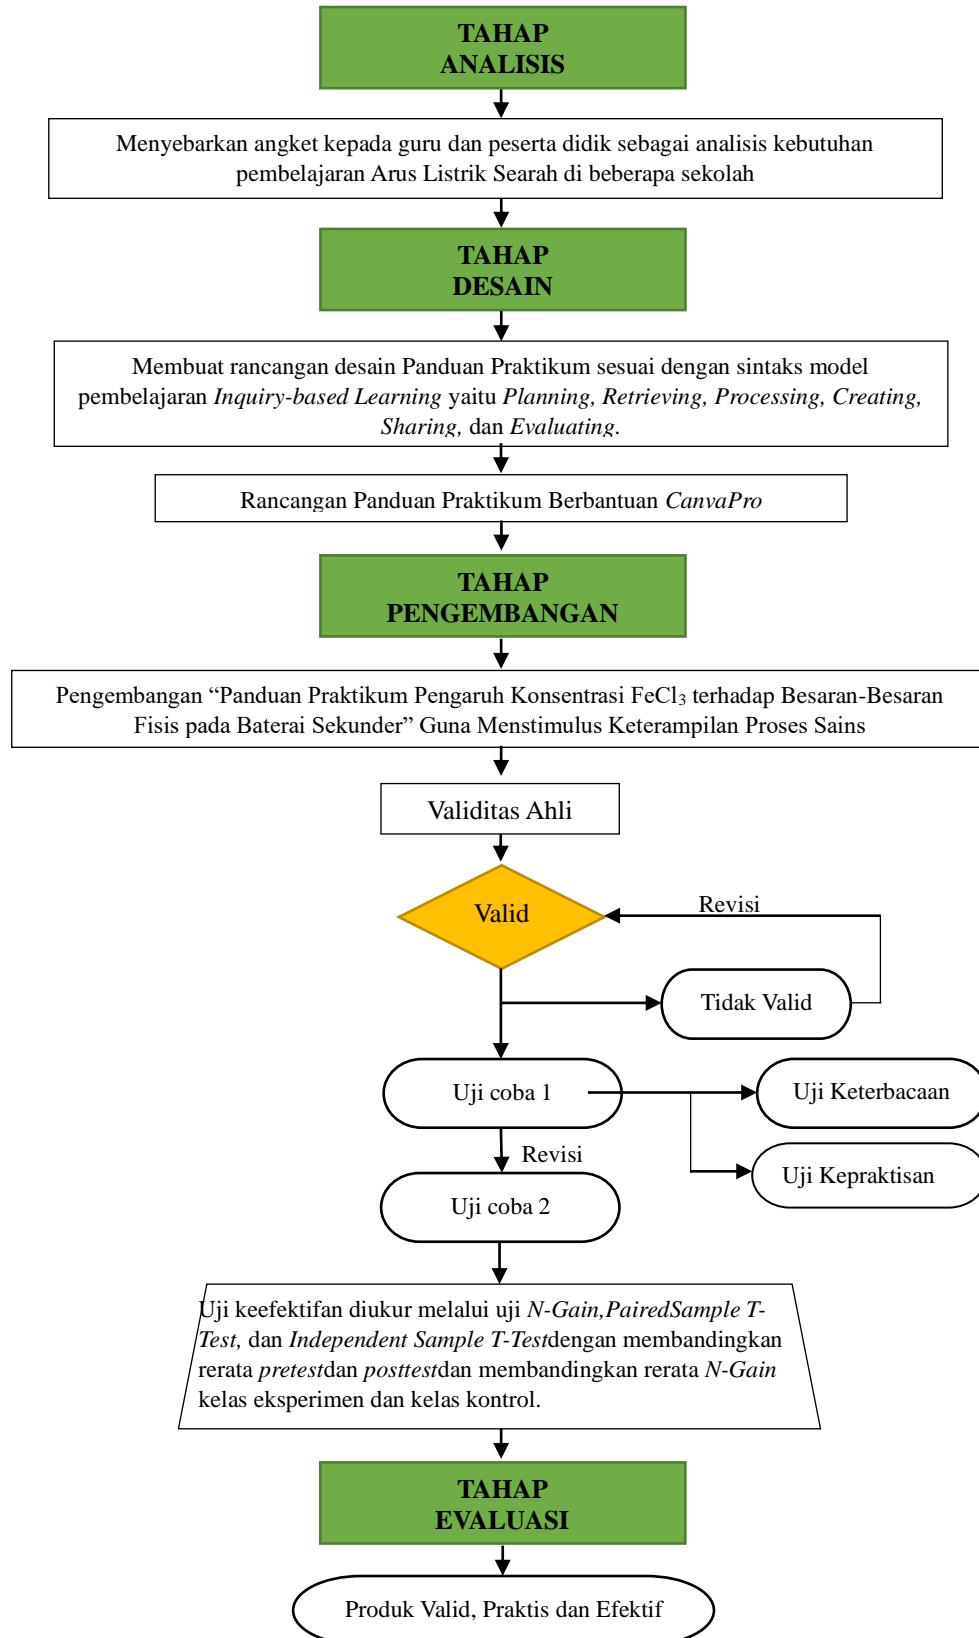 TAHAP
ANALISIS
Menyebarkan angket kepada guru dan peserta didik sebagai analisis kebutuhan
pembelajaran Arus Listrik Searah di beberapa sekolah
TAHAP
DESAIN
Membuat rancangan desain Panduan Praktikum sesuai dengan sintaks model
pembelajaran Inquiry-based Learning yaitu Planning, Retrieving, Processing, Creating,
Sharing, dan Evaluating.
Rancangan Panduan Praktikum Berbantuan CanvaPro
TAHAP
PENGEMBANGAN
Pengembangan “Panduan Praktikum Pengaruh Konsentrasi FeCl₃ terhadap Besaran-Besaran
Fisis pada Baterai Sekunder” Guna Menstimulus Keterampilan Proses Sains
Validitas Ahli
Valid
Revisi
Tidak Valid
Uji coba 1
Uji Keterbacaan
Revisi
Uji Kepraktisan
Uji coba 2
Uji keefektifan diukur melalui uji N-Gain,PairedSample T-
Test, dan Independent Sample T-Testdengan membandingkan
rerata pretestdan posttestdan membandingkan rerata N-Gain
kelas eksperimen dan kelas kontrol.
TAHAP
EVALUASI
Produk Valid, Praktis dan Efektif